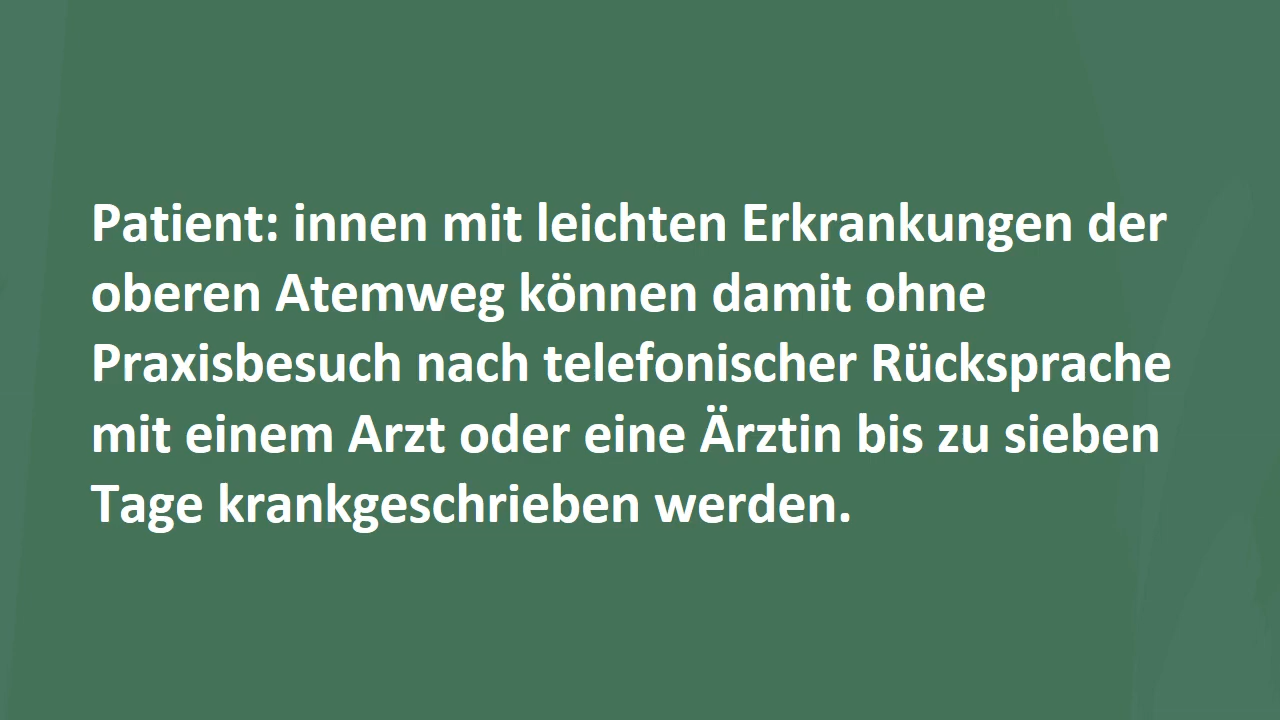 Patient: innen mit leichten Erkrankungen der
oberen Atemweg können damit ohne
Praxisbesuch nach telefonischer Rücksprache
mit einem Arzt oder eine Ärztin bis zu sieben
Tage krankgeschrieben werden.